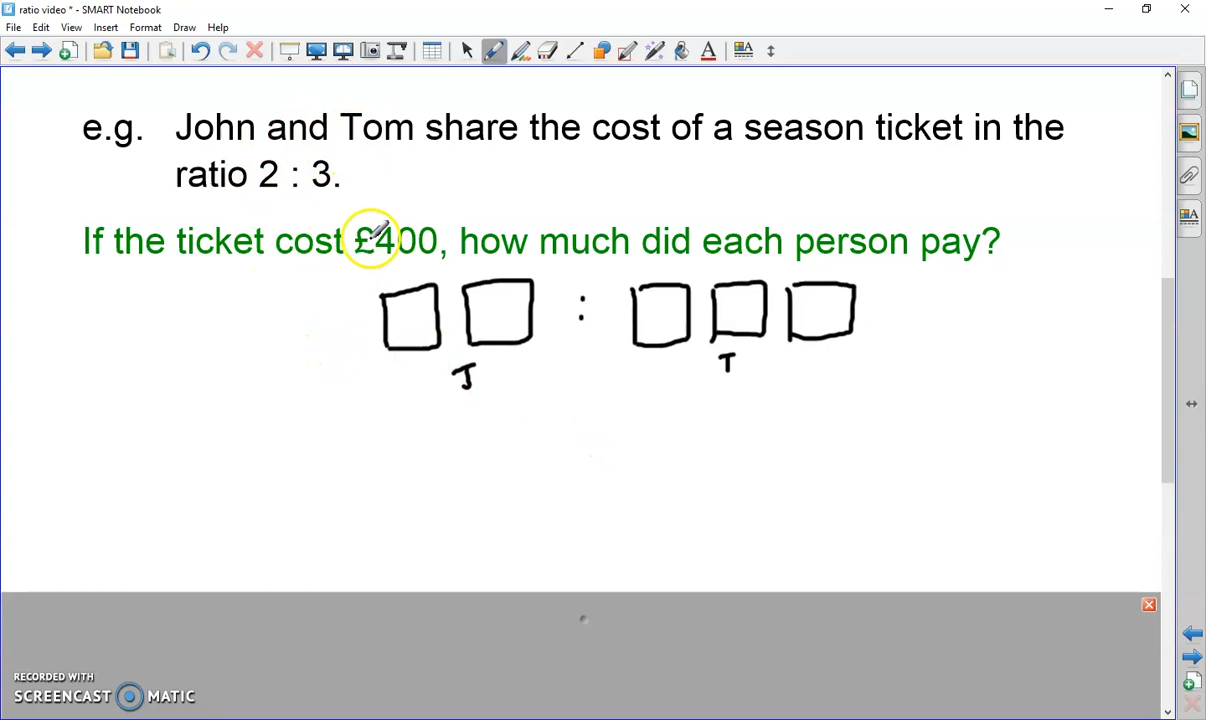 ratio video * - SMART Notebook
File Edit View Insert Format Draw Help
e.g. John and Tom share the cost of a season ticket in the
ratio 2 : 3.
If the ticket cost £400, how much did each person pay?
:
J T
RECORDED WITH
SCREENCAST MATIC